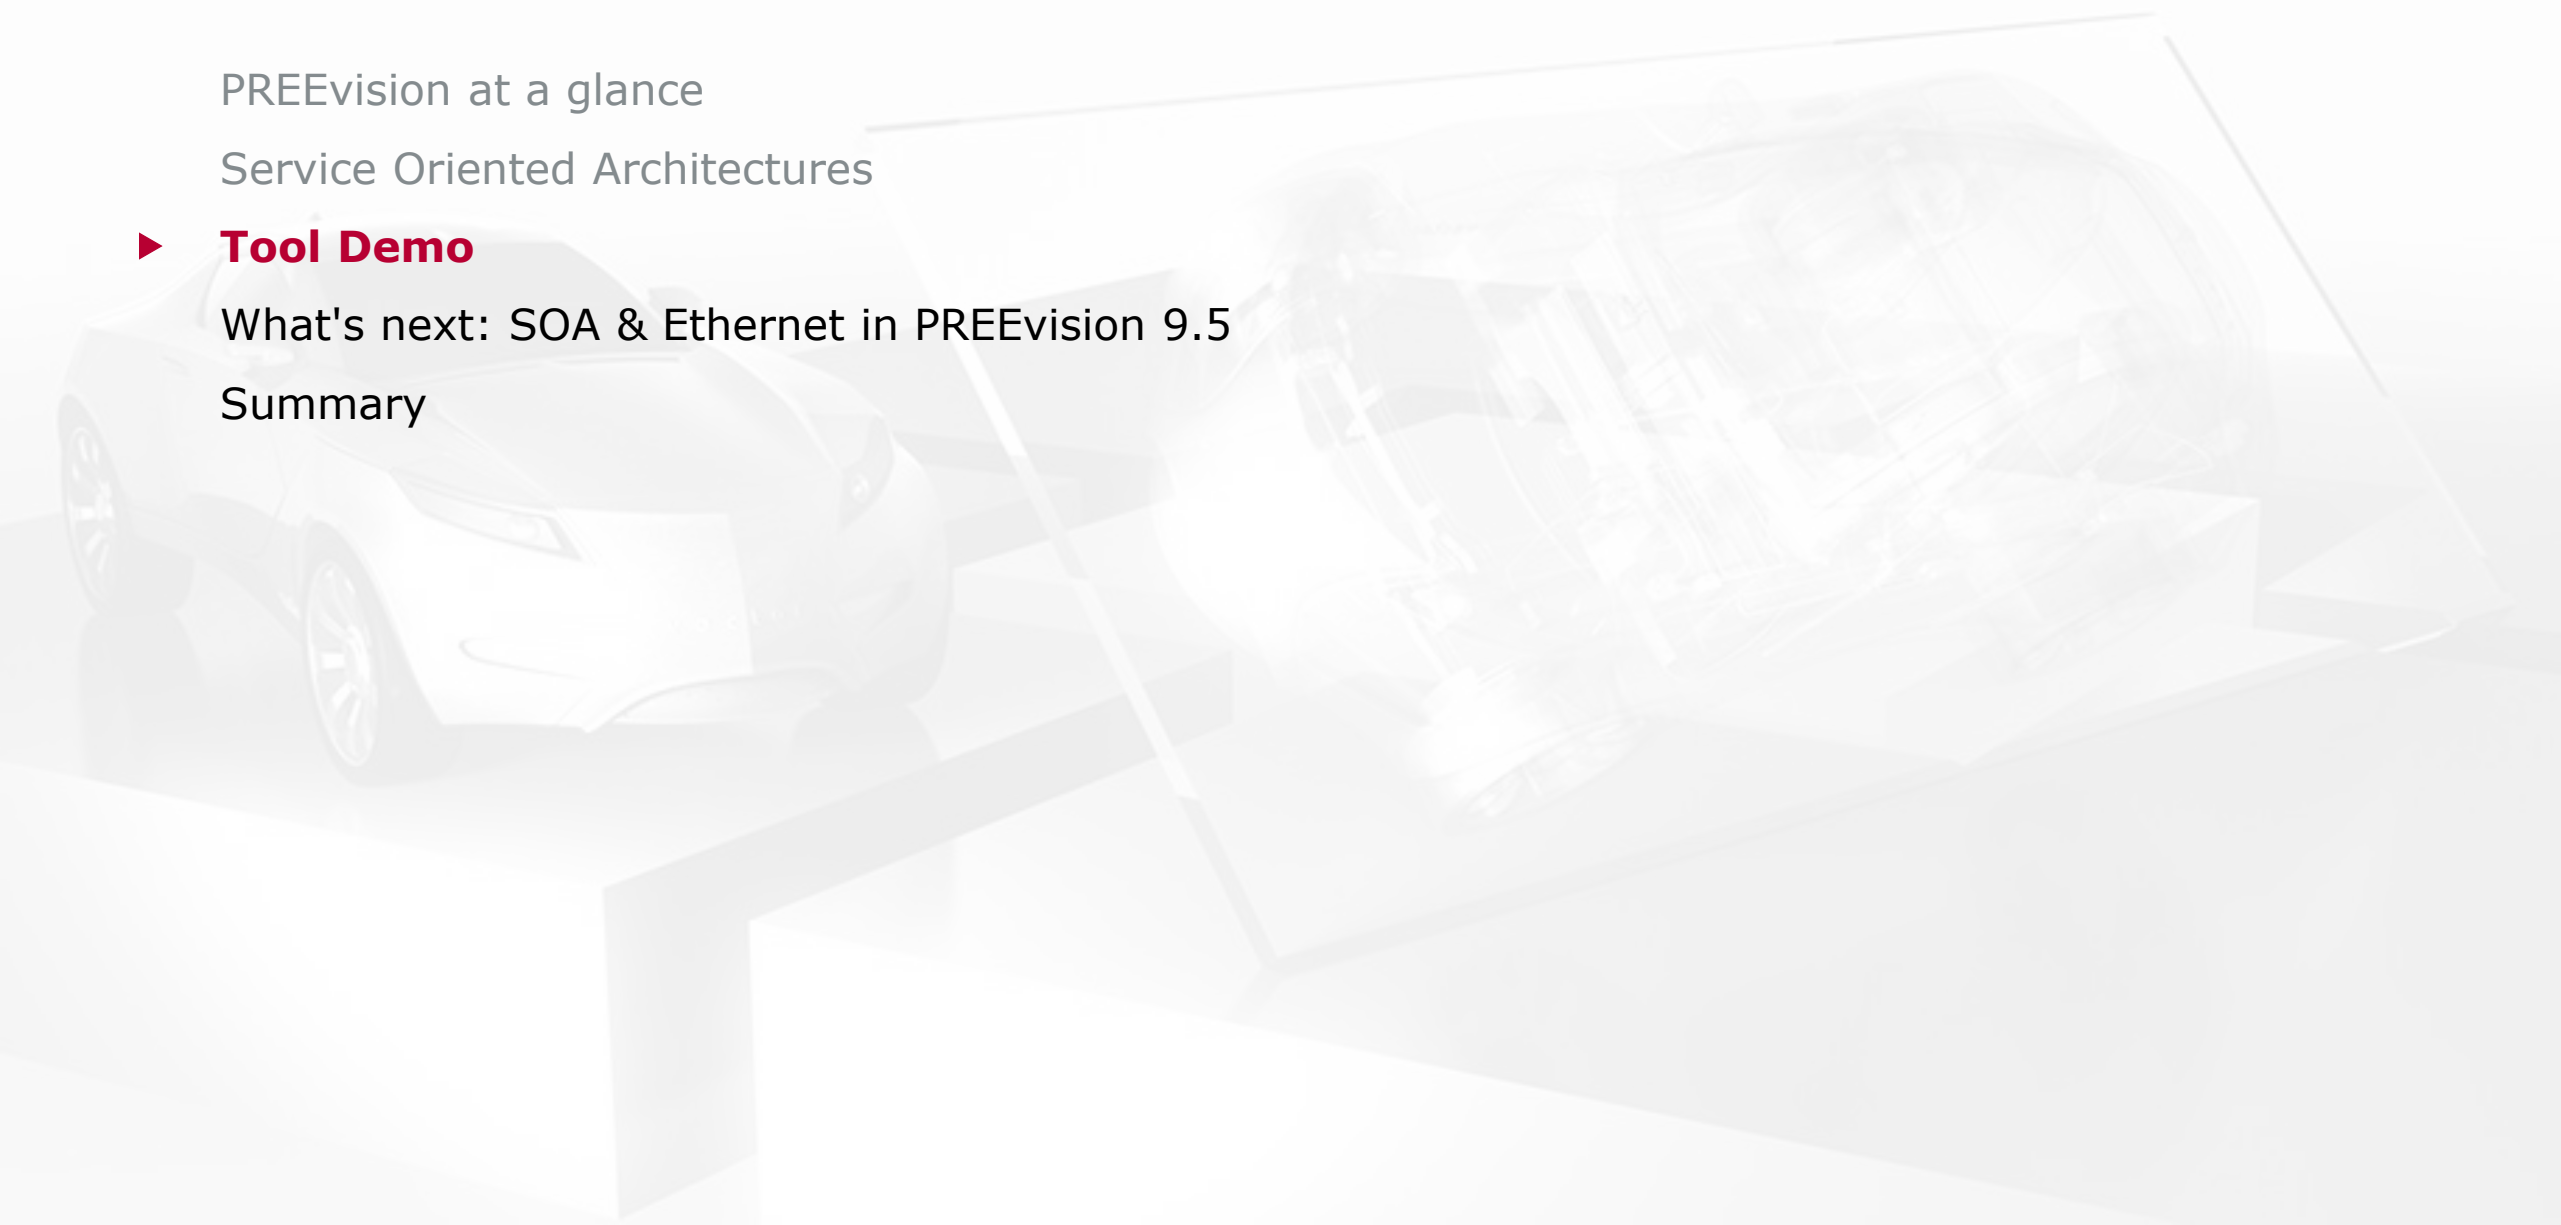 PREEvision at a glance
Service Oriented Architectures
Tool Demo
What's next: SOA & Ethernet in PREEvision 9.5
Summary